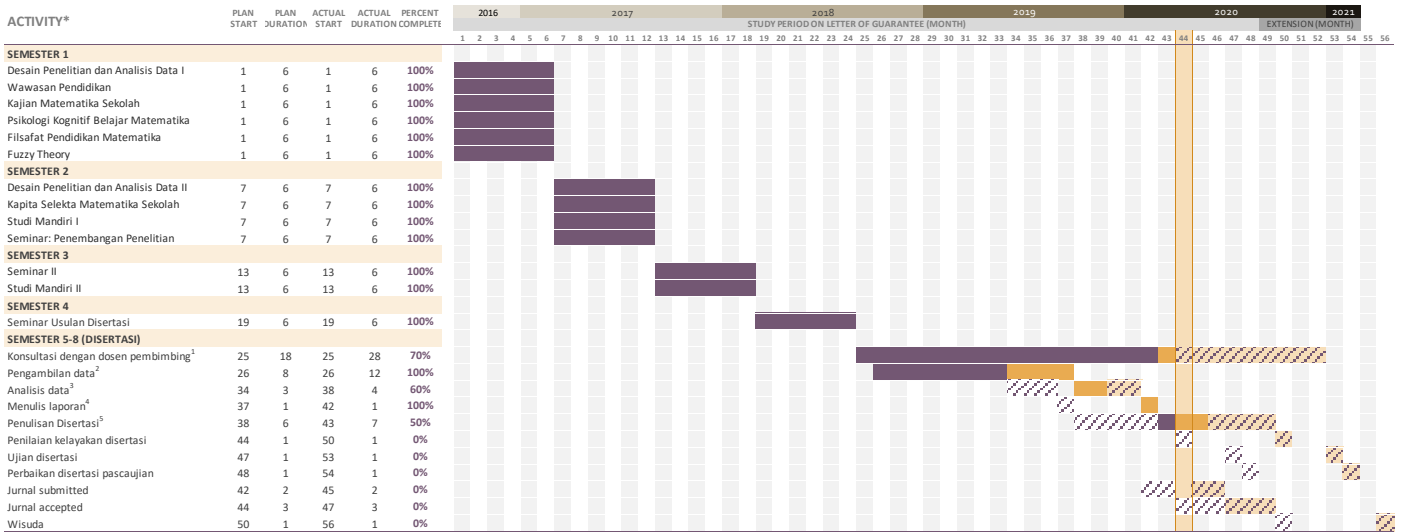 2016 2017 2018 2019 2020 2021
ACTIVITY* PLAN START PLAN DURATION ACTUAL START ACTUAL DURATION PERCENT COMPLETE STUDY PERIOD ON LETTER OF GUARANTEE (MONTH) EXTENSION (MONTH)
1 2 3 4 5 6 7 8 9 10 11 12 13 14 15 16 17 18 19 20 21 22 23 24 25 26 27 28 29 30 31 32 33 34 35 36 37 38 39 40 41 42 43 44 45 46 47 48 49 50 51 52 53 54 55 56
SEMESTER 1
Desain Penelitian dan Analisis Data I 1 6 1 6 100%
Wawasan Pendidikan 1 6 1 6 100%
Kajian Matematika Sekolah 1 6 1 6 100%
Psikologi Kognitif Belajar Matematika 1 6 1 6 100%
Filsafat Pendidikan Matematika 1 6 1 6 100%
Fuzzy Theory 1 6 1 6 100%
SEMESTER 2
Desain Penelitian dan Analisis Data II 7 6 7 6 100%
Kapita Selekta Matematika Sekolah 7 6 7 6 100%
Studi Mandiri I 7 6 7 6 100%
Seminar: Penembangan Penelitian 7 6 7 6 100%
SEMESTER 3
Seminar II 13 6 13 6 100%
Studi Mandiri II 13 6 13 6 100%
SEMESTER 4
Seminar Usulan Disertasi 19 6 19 6 100%
SEMESTER 5-8 (DISERTASI)
Konsultasi dengan dosen pembimbing¹ 25 18 25 28 70%
Pengambilan data² 26 8 26 12 100%
Analisis data³ 34 3 38 4 60%
Menulis laporan⁴ 37 1 42 1 100%
Penulisan Disertasi⁵ 38 6 43 7 50%
Penilaian kelayakan disertasi 44 1 50 1 0%
Ujian disertasi 47 1 53 1 0%
Perbaikan disertasi pascaujian 48 1 54 1 0%
Jurnal submitted 42 2 45 2 0%
Jurnal accepted 44 3 47 3 0%
Wisuda 50 1 56 1 0%